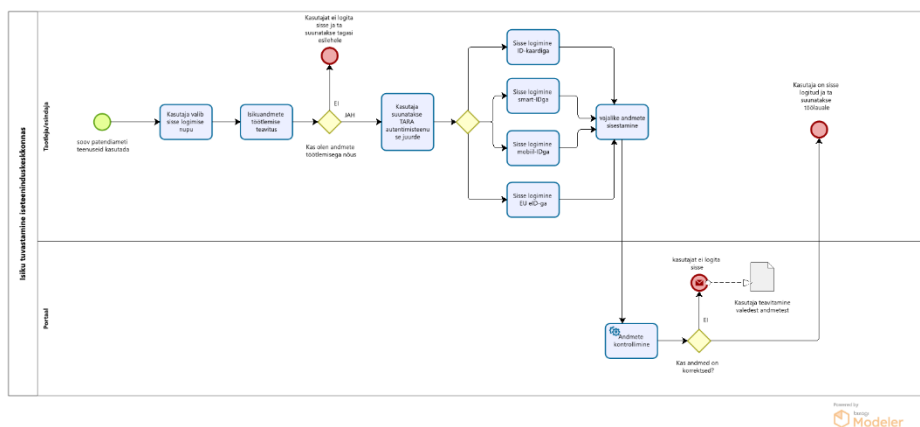 Isiku tuvastamine iseteeninduskeskkonnas
Taotleja/esindaja
soov patendiameti
teenuseid kasutada
Kasutaja valib
sisse logimise
nupu
Isikuandmete
töötlemise
teavitus
Kasutajat ei logita
sisse ja ta
suunatakse tagasi
esilehole
EI
JAH
Kas olen andmete
töötlemisega nõus
Kasutaja
suunatakse
TARA
autantimisteenu
se juurde
Sisse logimine
ID-kaardiga
Sisse logimine
smart-IDga
Sisse logimine
mobiil-IDga
Sisse logimine
EU eID-ga
vajalike andmete
sisestamine
Kasutaja on sisse
logitud ja ta
suunatakse
töölauale
Portaal
Andmete
kontrollimine
kasutajat ei logita
sisse
EI
Kas andmed on
korrektsed?
Kasutaja teavitamine
valedest andmetest
Powered by
bizagi
Modeler